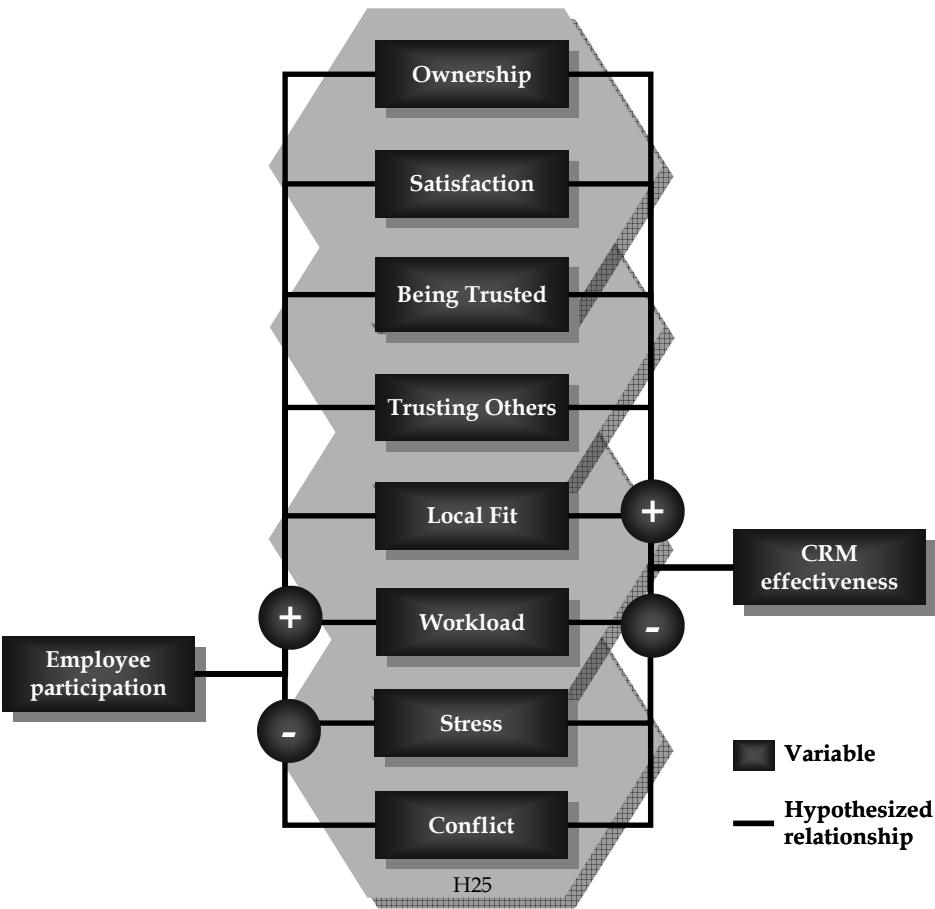 Ownership
Satisfaction
Being Trusted
Trusting Others
Local Fit
+
CRM
effectiveness
+
Workload
-
Employee
participation
-
Stress
Variable
Conflict
Hypothesized
relationship
H25